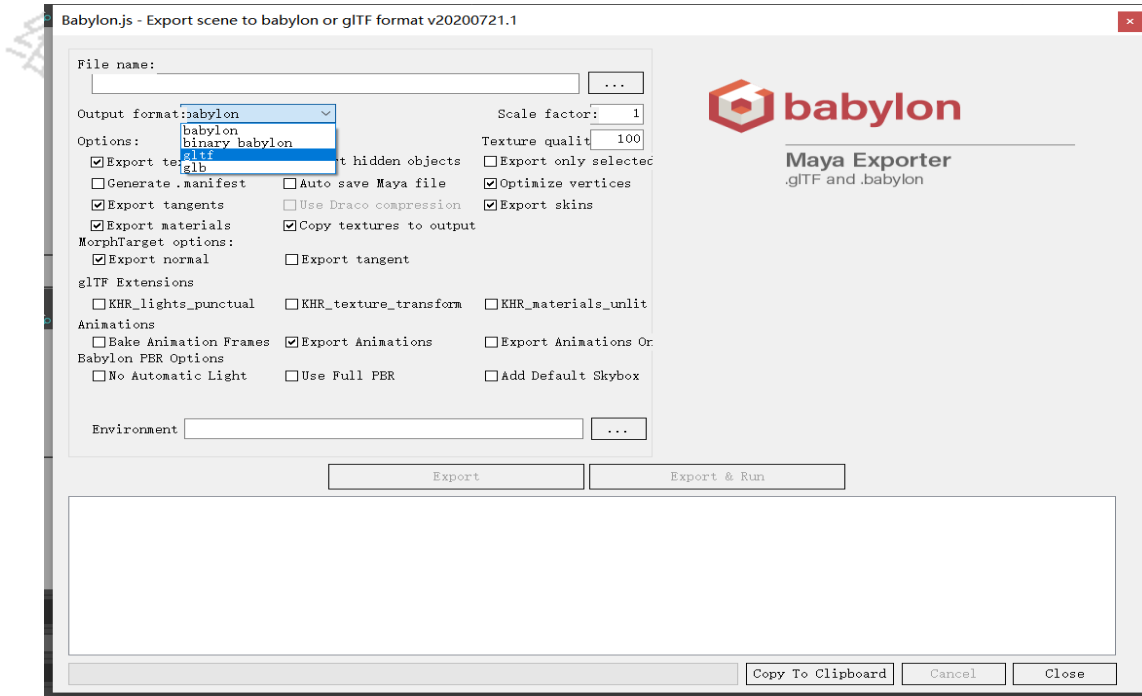 Babylon.js - Export scene to babylon or glTF format v20200721.1
File name:
...
babylon
Output format: babylon
Scale factor: 1
babylon
Options:
binary babylon
Texture qualit 100
gltf
Export te
t hidden objects
Export only selected
glb
Maya Exporter
.glTF and .babylon
Generate .manifest
Auto save Maya file
Optimize vertices
Export tangents
Use Draco compression
Export skins
Export materials
Copy textures to output
MorphTarget options:
Export normal
Export tangent
glTF Extensions
KHR_lights_punctual
KHR_texture_transform
KHR_materials_unlit
Animations
Bake Animation Frames
Export Animations
Export Animations On
Babylon PBR Options
No Automatic Light
Use Full PBR
Add Default Skybox
Environment
...
Export
Export & Run
Copy To Clipboard
Cancel
Close